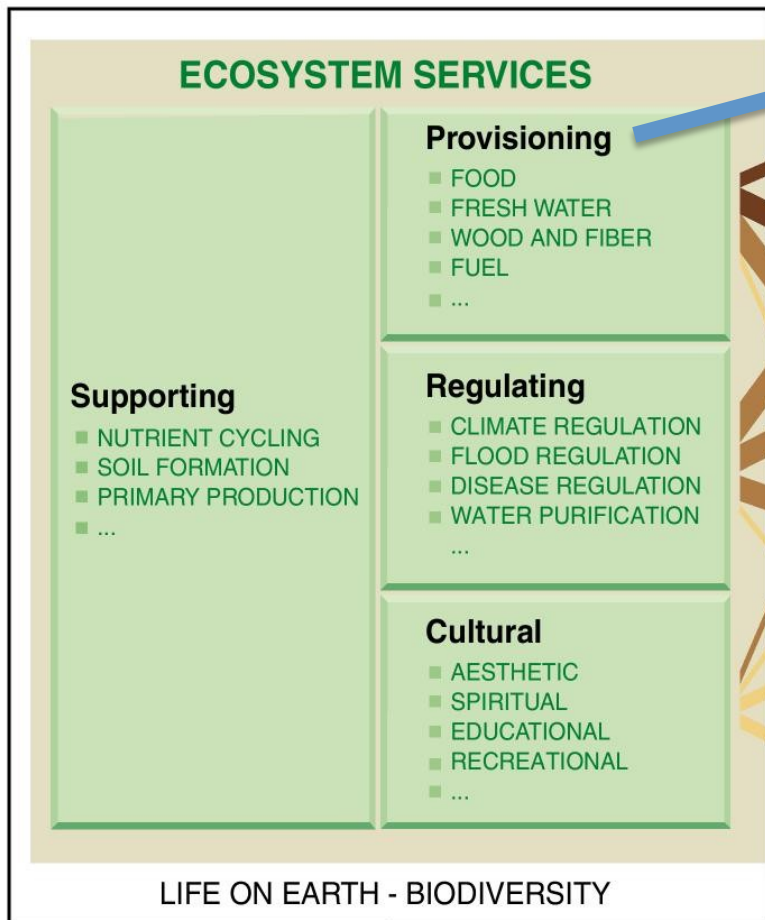 ECOSYSTEM SERVICES
Supporting
NUTRIENT CYCLING
SOIL FORMATION
PRIMARY PRODUCTION
...
Provisioning
FOOD
FRESH WATER
WOOD AND FIBER
FUEL
...
Regulating
CLIMATE REGULATION
FLOOD REGULATION
DISEASE REGULATION
WATER PURIFICATION
...
Cultural
AESTHETIC
SPIRITUAL
EDUCATIONAL
RECREATIONAL
...
LIFE ON EARTH - BIODIVERSITY